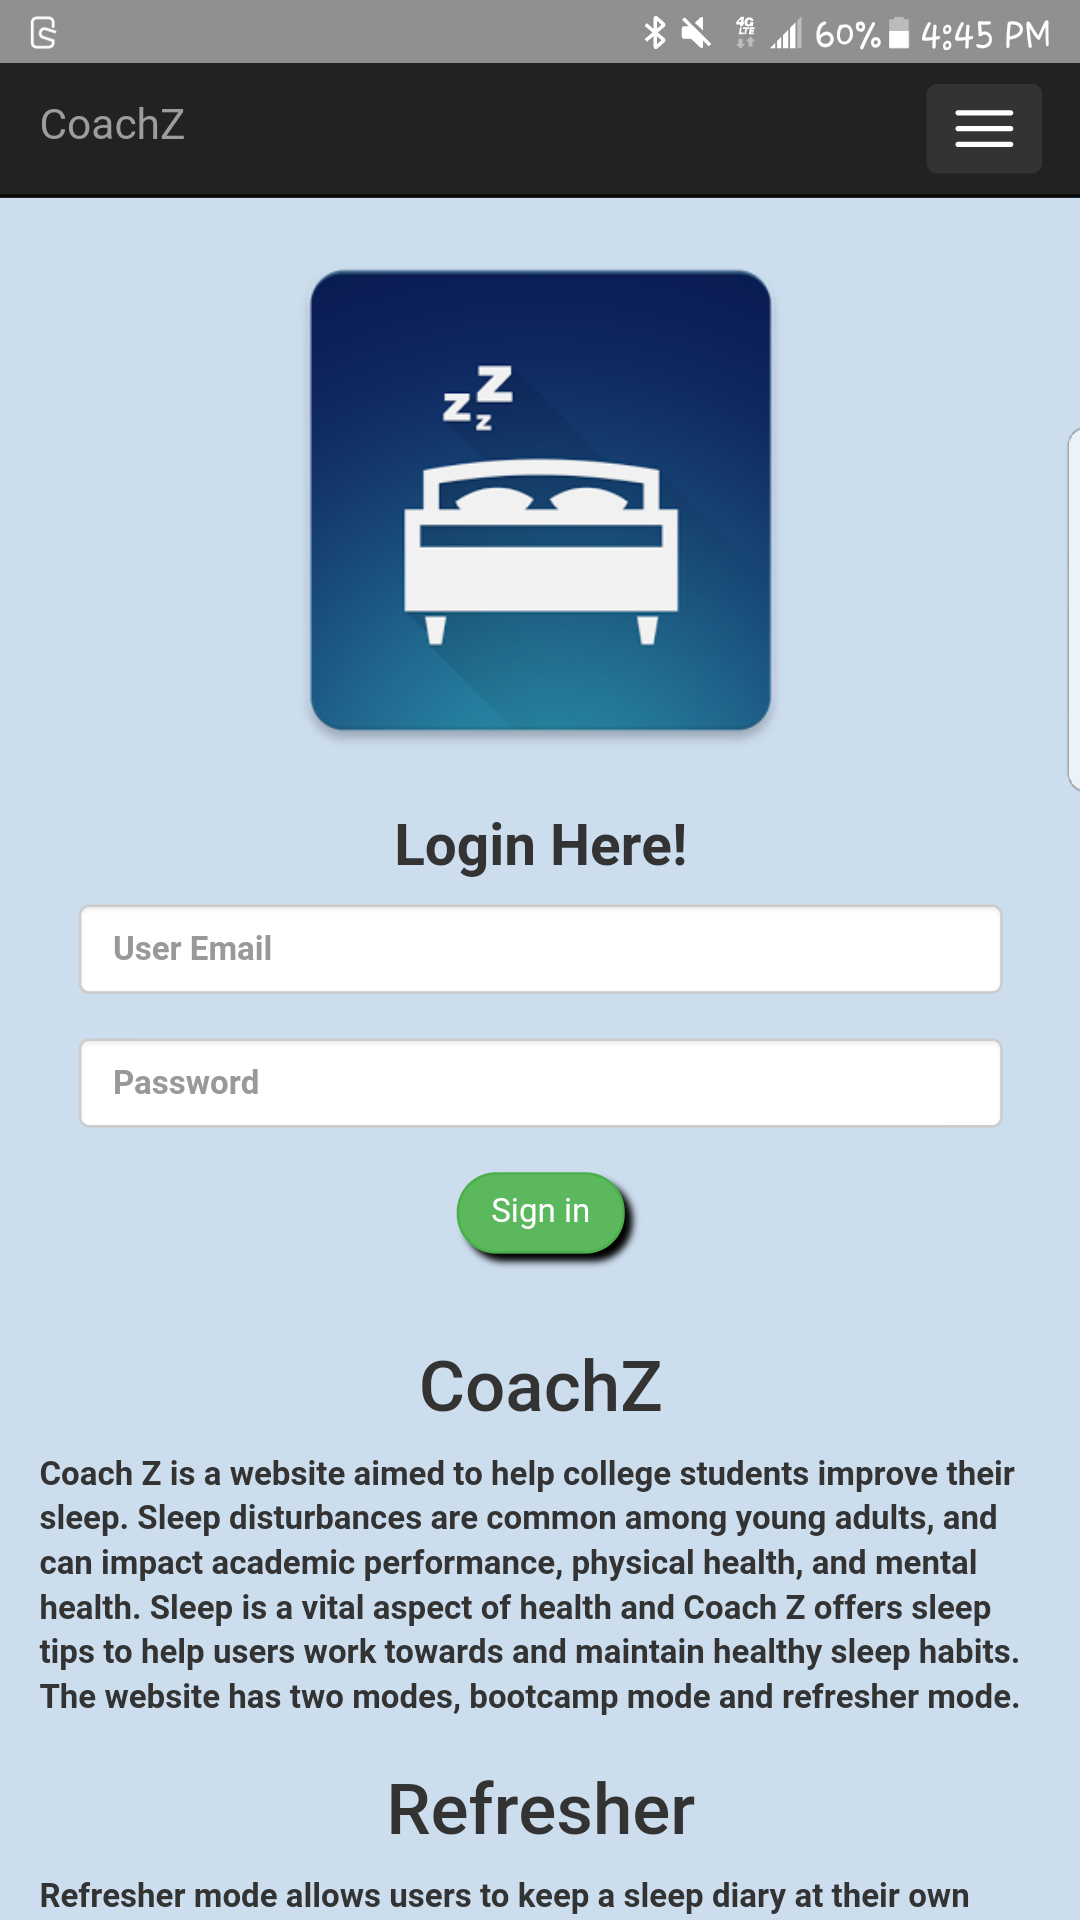 4G LTE 60% 4:45 PM
CoachZ
z z z
Login Here!
User Email
Password
Sign in
CoachZ
Coach Z is a website aimed to help college students improve their
sleep. Sleep disturbances are common among young adults, and
can impact academic performance, physical health, and mental
health. Sleep is a vital aspect of health and Coach Z offers sleep
tips to help users work towards and maintain healthy sleep habits.
The website has two modes, bootcamp mode and refresher mode.
Refresher
Refresher mode allows users to keep a sleep diary at their own